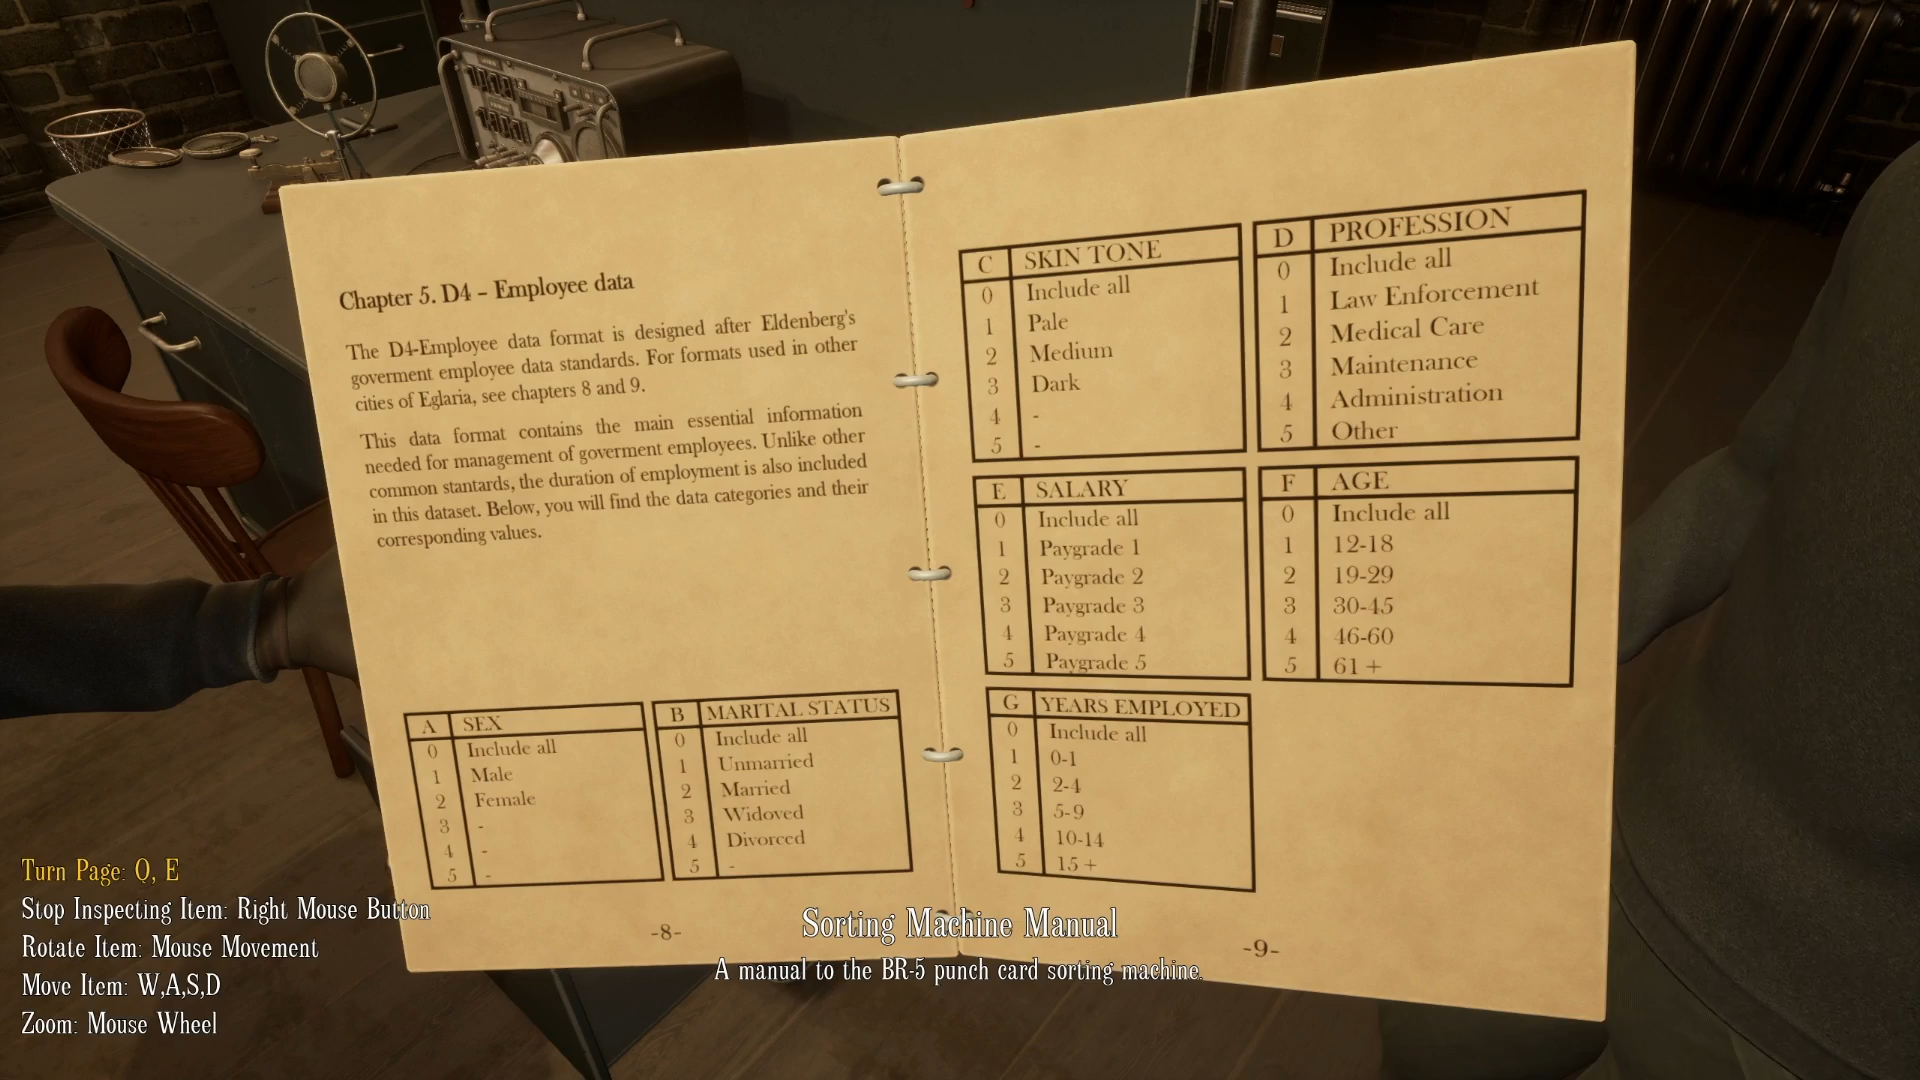 Chapter 5. D4 – Employee data
The D4-Employee data format is designed after Eldenberg's
goverment employee data standards. For formats used in other
cities of Eglaria, see chapters 8 and 9.
This data format contains the main essential information
needed for management of goverment employees. Unlike other
common stantards, the duration of employment is also included
in this dataset. Below, you will find the data categories and their
corresponding values.
A SEX
0 Include all
1 Male
2 Female
3 -
4 -
5 -
B MARITAL STATUS
0 Include all
1 Unmarried
2 Married
3 Widoved
4 Divorced
5 -
-8-
C SKIN TONE
0 Include all
1 Pale
2 Medium
3 Dark
4 -
5 -
D PROFESSION
0 Include all
1 Law Enforcement
2 Medical Care
3 Maintenance
4 Administration
5 Other
E SALARY
0 Include all
1 Paygrade 1
2 Paygrade 2
3 Paygrade 3
4 Paygrade 4
5 Paygrade 5
F AGE
0 Include all
1 12-18
2 19-29
3 30-45
4 46-60
5 61 +
G YEARS EMPLOYED
0 Include all
1 0-1
2 2-4
3 5-9
4 10-14
5 15 +
-9-
Turn Page: Q, E
Stop Inspecting Item: Right Mouse Button
Rotate Item: Mouse Movement
Move Item: W,A,S,D
Zoom: Mouse Wheel
Sorting Machine Manual
A manual to the BR-5 punch card sorting machine.